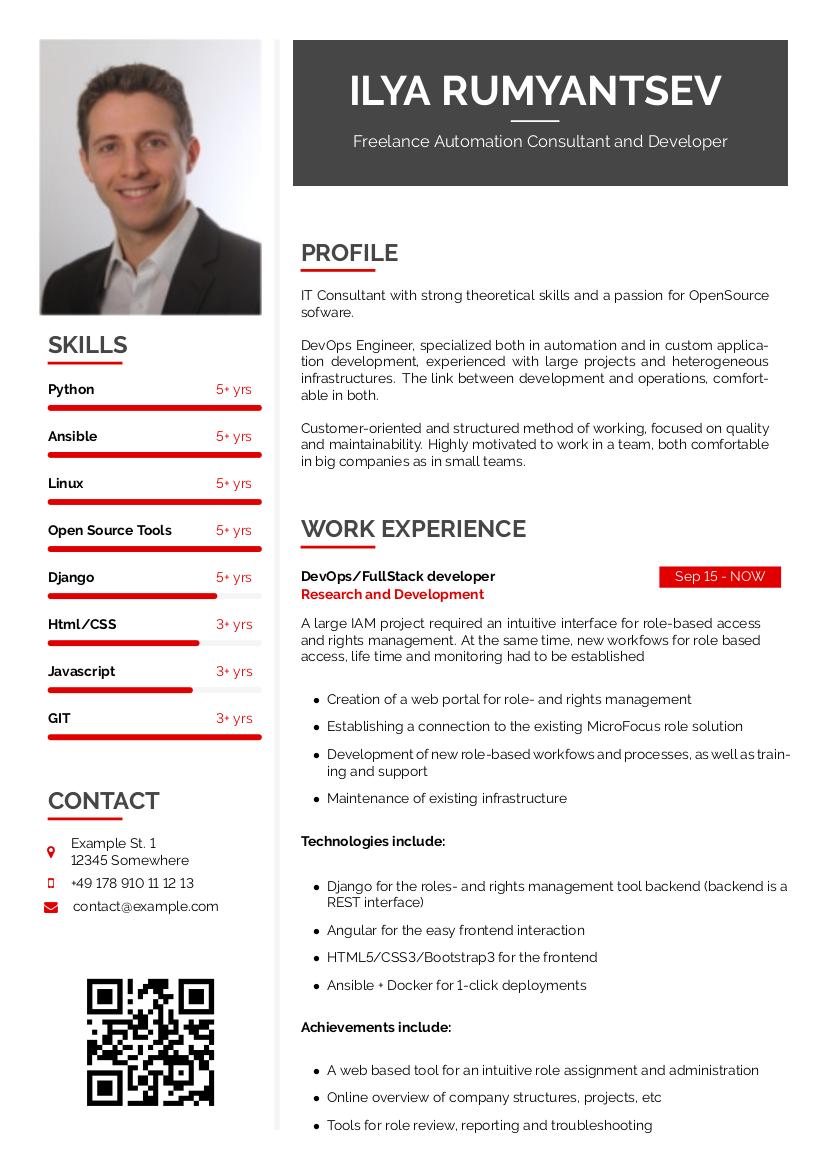 ILYA RUMYANTSEV
Freelance Automation Consultant and Developer
SKILLS
Python 5+ yrs
Ansible 5+ yrs
Linux 5+ yrs
Open Source Tools 5+ yrs
Django 5+ yrs
Html/CSS 3+ yrs
Javascript 3+ yrs
GIT 3+ yrs
CONTACT
Example St. 1
12345 Somewhere
+49 178 910 11 12 13
contact@example.com
PROFILE
IT Consultant with strong theoretical skills and a passion for OpenSource
sofware.
DevOps Engineer, specialized both in automation and in custom applica-
tion development, experienced with large projects and heterogeneous
infrastructures. The link between development and operations, comfort-
able in both.
Customer-oriented and structured method of working, focused on quality
and maintainability. Highly motivated to work in a team, both comfortable
in big companies as in small teams.
WORK EXPERIENCE
DevOps/FullStack developer Sep 15 - NOW
Research and Development
A large IAM project required an intuitive interface for role-based access
and rights management. At the same time, new workfows for role based
access, life time and monitoring had to be established
• Creation of a web portal for role- and rights management
• Establishing a connection to the existing MicroFocus role solution
• Development of new role-based workfows and processes, as well as train-
ing and support
• Maintenance of existing infrastructure
Technologies include:
• Django for the roles- and rights management tool backend (backend is a
REST interface)
• Angular for the easy frontend interaction
• HTML5/CSS3/Bootstrap3 for the frontend
• Ansible + Docker for 1-click deployments
Achievements include:
• A web based tool for an intuitive role assignment and administration
• Online overview of company structures, projects, etc
• Tools for role review, reporting and troubleshooting